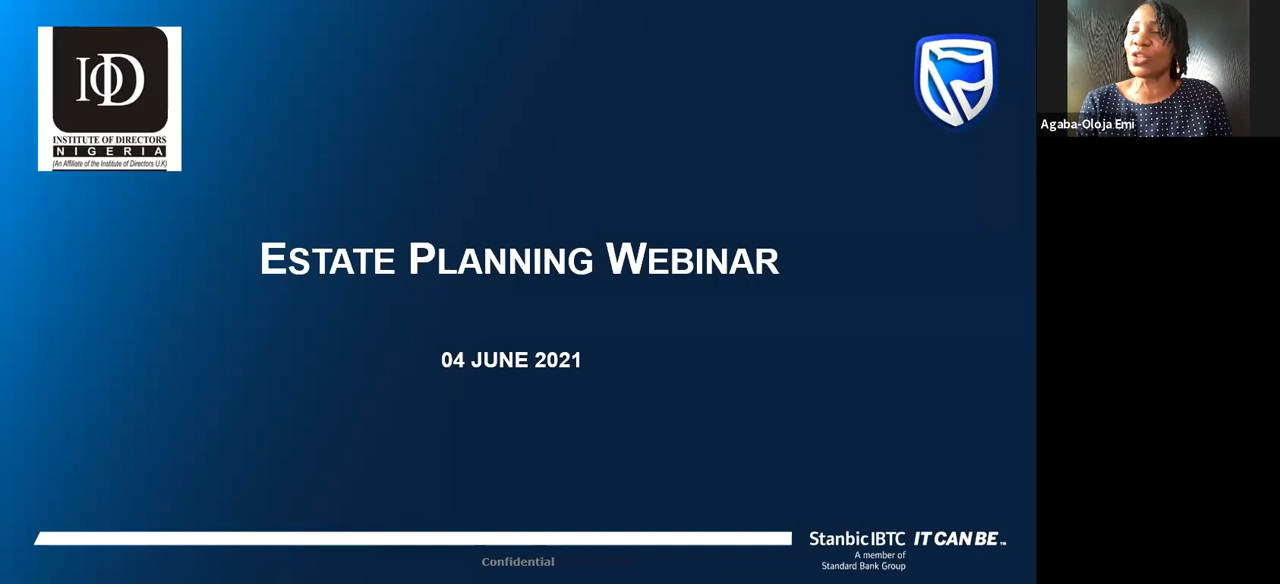 IOD
INSTITUTE OF DIRECTORS
NIGERIA
(An Affiliate of the Institute of Directors U.K)
Agaba-Oloja Emi
ESTATE PLANNING WEBINAR
04 JUNE 2021
Stanbic IBTC IT CAN BE™
A member of
Standard Bank Group
Confidential